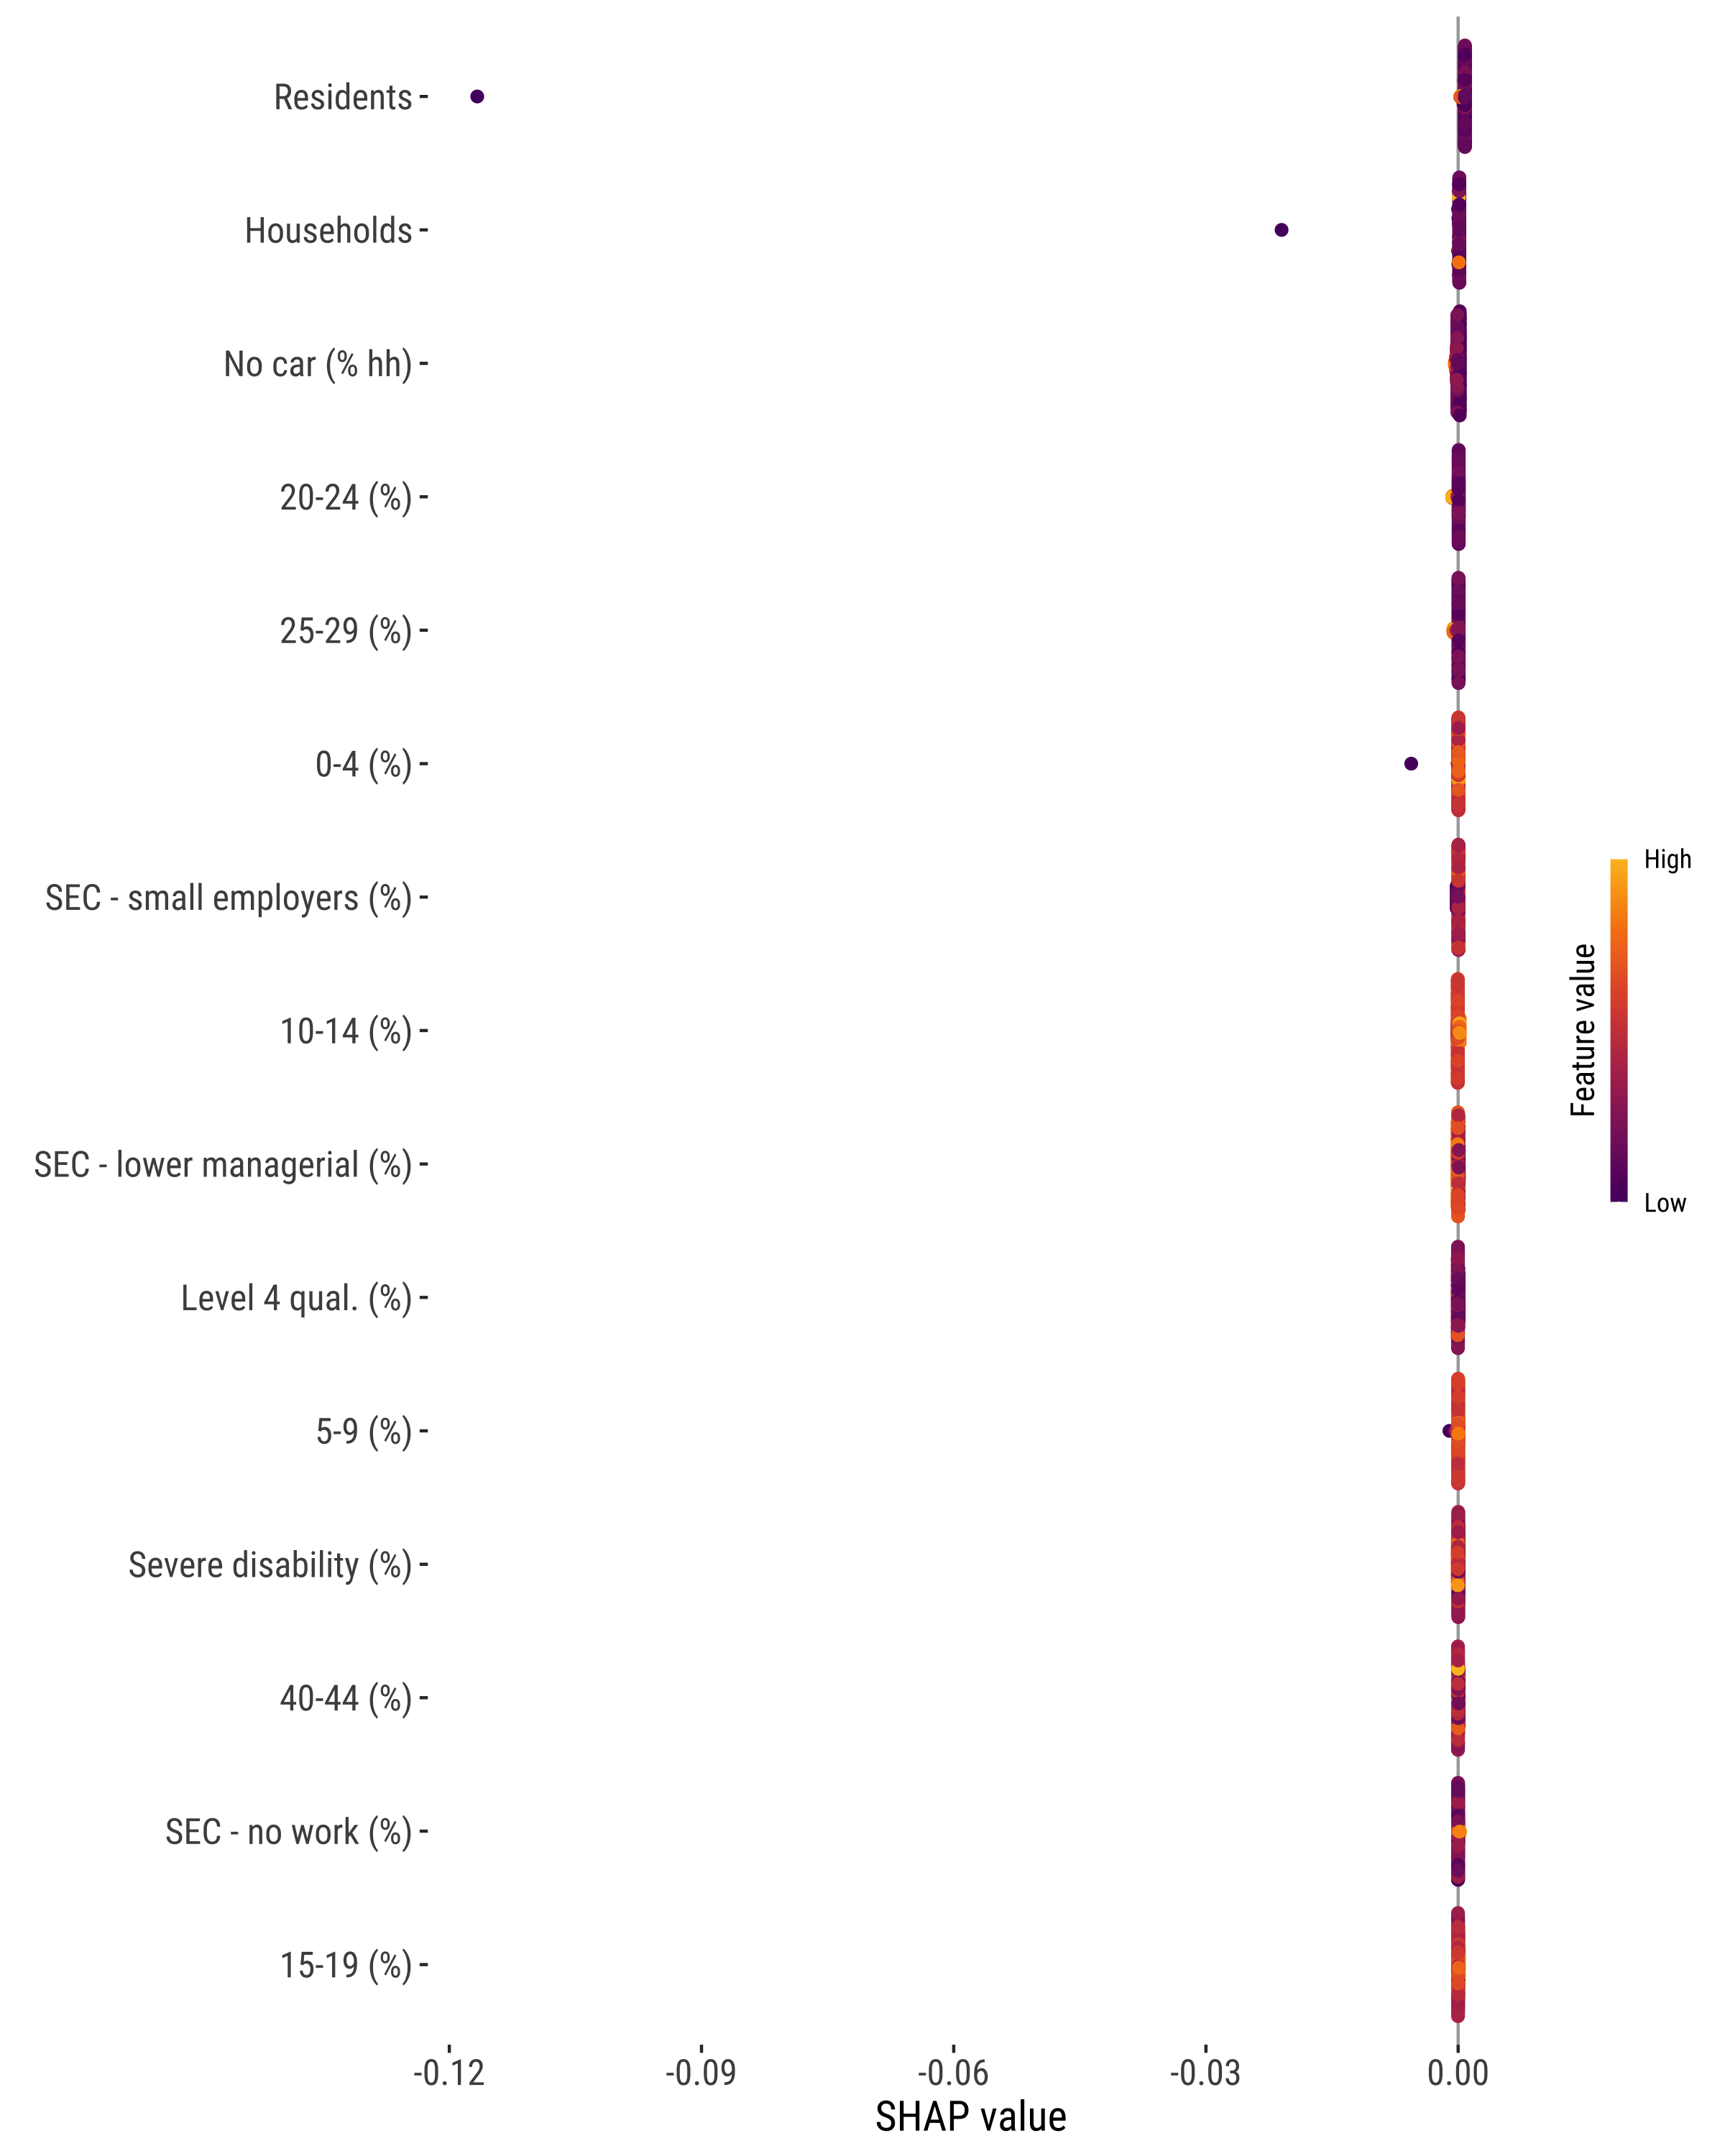 Residents
Households
No car (% hh)
20-24 (%)
25-29 (%)
0-4 (%)
SEC - small employers (%)
10-14 (%)
SEC - lower managerial (%)
Level 4 qual. (%)
5-9 (%)
Severe disability (%)
40-44 (%)
SEC - no work (%)
15-19 (%)
-0.12 -0.09 -0.06 -0.03 0.00
SHAP value
Feature value
High
Low